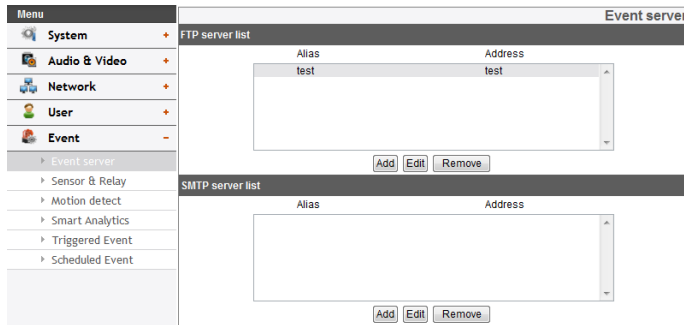 Menu
System +
Audio & Video +
Network +
User +
Event -
Event server
Sensor & Relay
Motion detect
Smart Analytics
Triggered Event
Scheduled Event
Event server
FTP server list
Alias Address
test test
Add Edit Remove
SMTP server list
Alias Address
Add Edit Remove